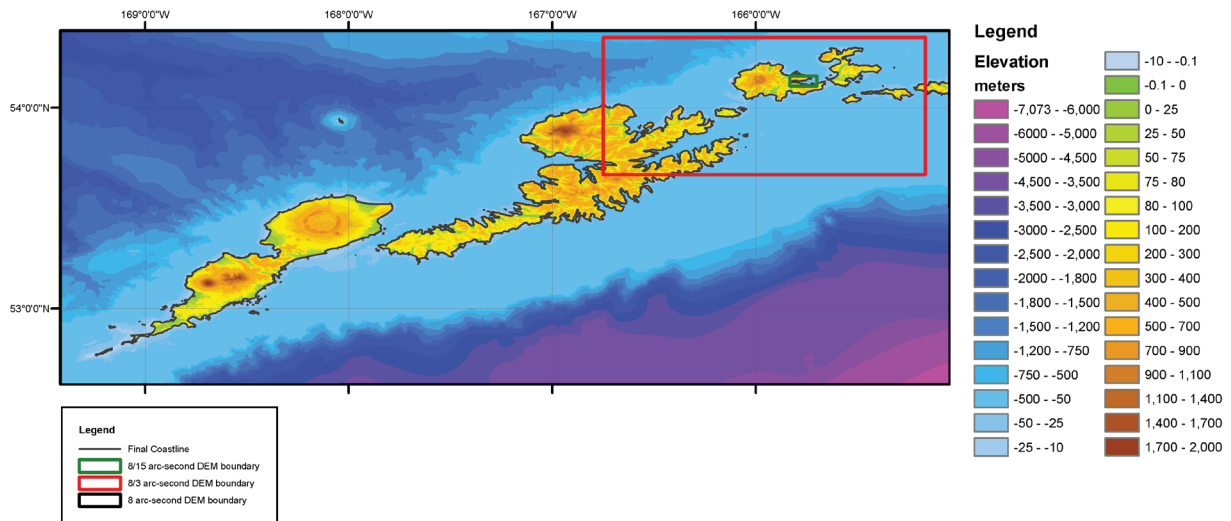 169°0'0"W
168°0'0"W
167°0'0"W
166°0'0"W
54°0'0"N
53°0'0"N
Legend
Elevation
meters
-7,073 - -6,000
-6000 - -5,000
-5000 - -4,500
-4,500 - -3,500
-3,500 - -3,000
-3000 - -2,500
-2,500 - -2,000
-2000 - -1,800
-1,800 - -1,500
-1,500 - -1,200
-1,200 - -750
-750 - -500
-500 - -50
-50 - -25
-25 - -10
-10 - -0.1
-0.1 - 0
0 - 25
25 - 50
50 - 75
75 - 80
80 - 100
100 - 200
200 - 300
300 - 400
400 - 500
500 - 700
700 - 900
900 - 1,100
1,100 - 1,400
1,400 - 1,700
1,700 - 2,000
Legend
Final Coastline
8/15 arc-second DEM boundary
8/3 arc-second DEM boundary
8 arc-second DEM boundary